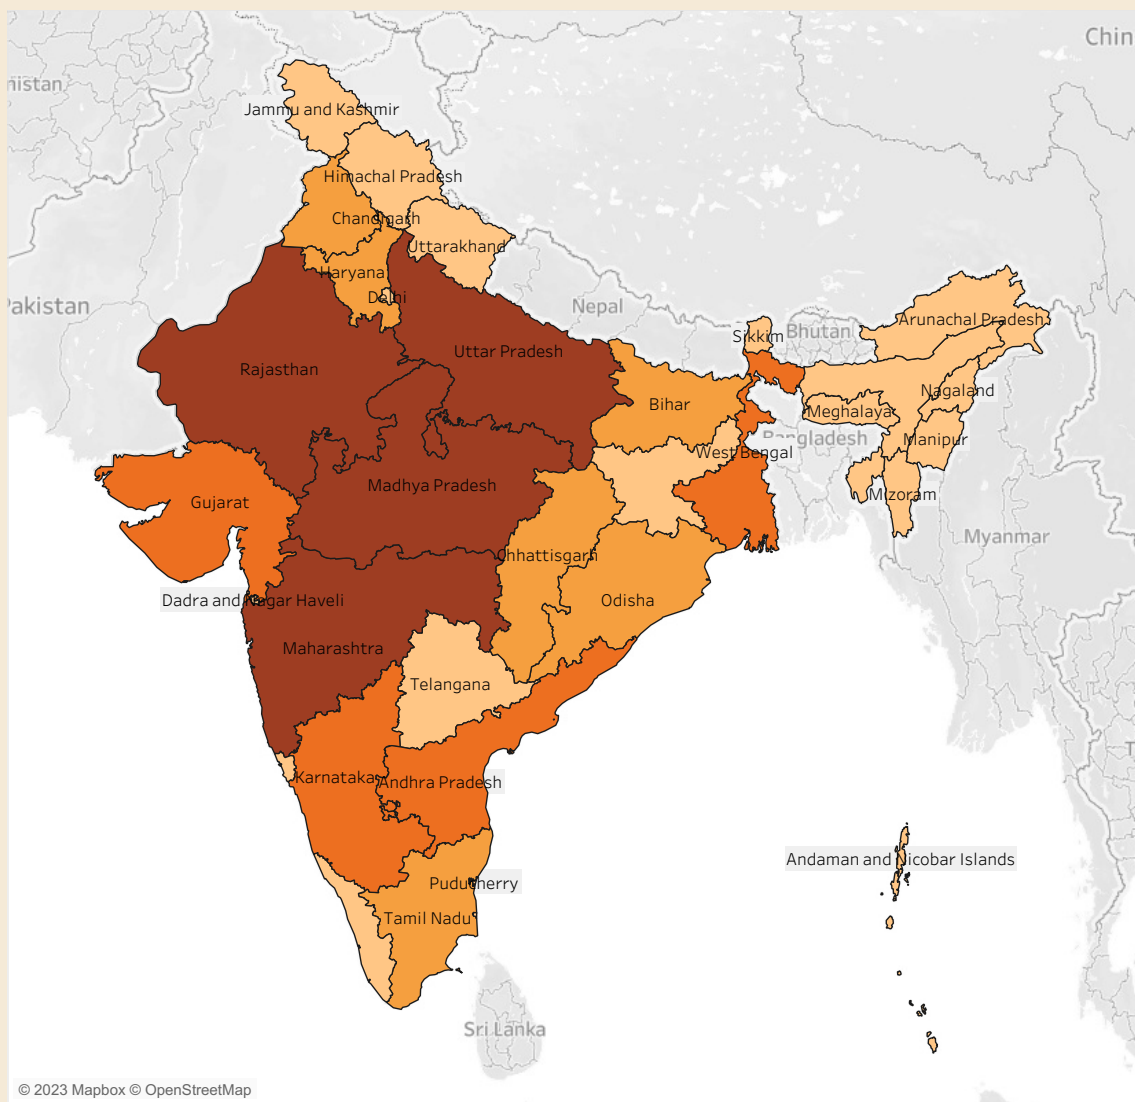 Chin
nistan
Jammu and Kashmir
Himachal Pradesh
Chandigarh
Uttarakhand
Haryana
Delhi
Pakistan
Nepal
Arunachal Pradesh
Sikkim
Bhutan
Uttar Pradesh
Rajasthan
Nagaland
Bihar
Meghalaya
Bangladesh
Manipur
West Bengal
Madhya Pradesh
Mizoram
Gujarat
Myanmar
Chhattisgarh
Dadra and Nagar Haveli
Odisha
Maharashtra
Telangana
T
Karnataka
Andhra Pradesh
Andaman and Nicobar Islands
Puducherry
Tamil Nadu
Sri Lanka
© 2023 Mapbox © OpenStreetMap